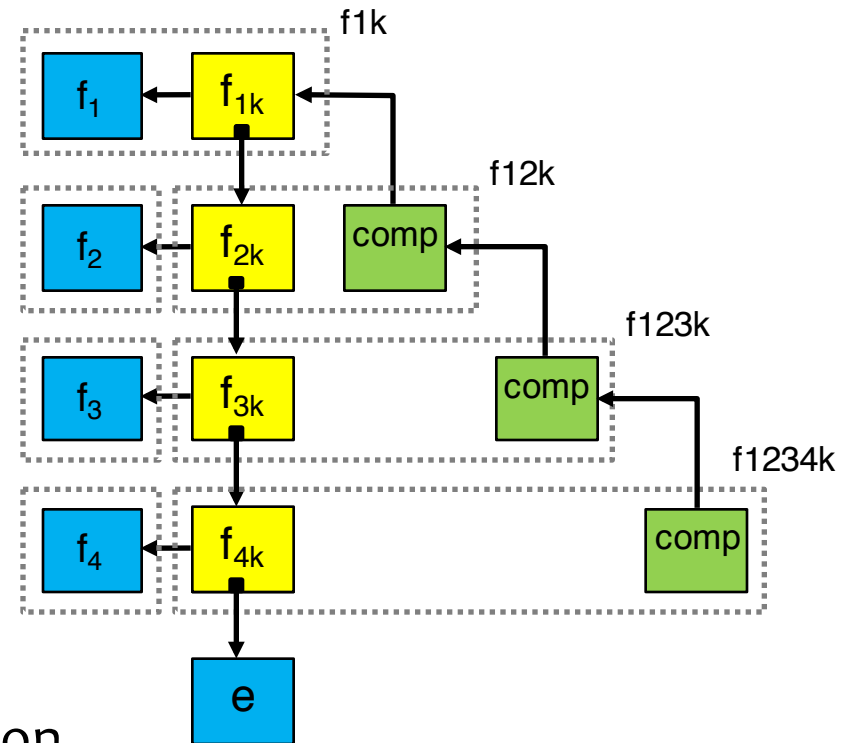 f1k
f₁ f₁ₖ
f12k
f₂ f₂ₖ comp
f123k
f₃ f₃ₖ comp
f1234k
f₄ f₄ₖ comp
e